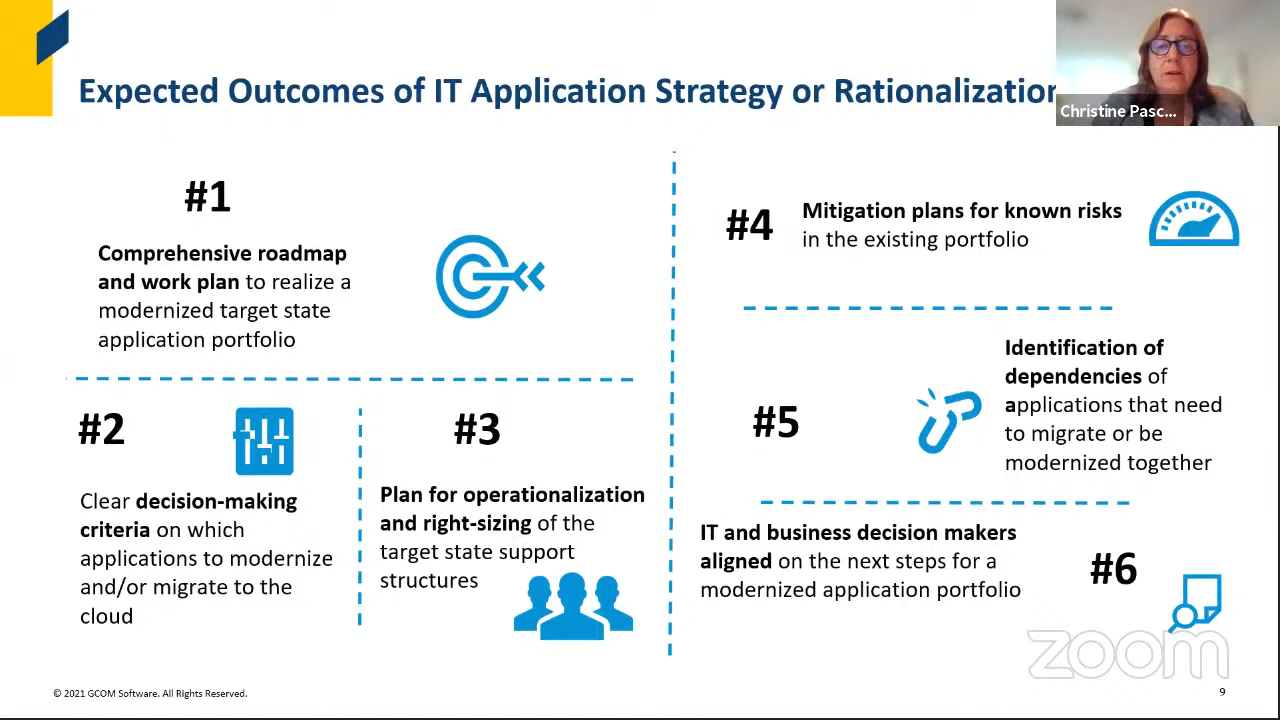 Expected Outcomes of IT Application Strategy or Rationalization
Christine Pasc...
#1
Comprehensive roadmap
and work plan to realize a
modernized target state
application portfolio
#2
Clear decision-making
criteria on which
applications to modernize
and/or migrate to the
cloud
#3
Plan for operationalization
and right-sizing of the
target state support
structures
#4
Mitigation plans for known risks
in the existing portfolio
#5
Identification of
dependencies of
applications that need
to migrate or be
modernized together
IT and business decision makers
aligned on the next steps for a
modernized application portfolio
#6
zoom
© 2021 GCOM Software. All Rights Reserved.
9